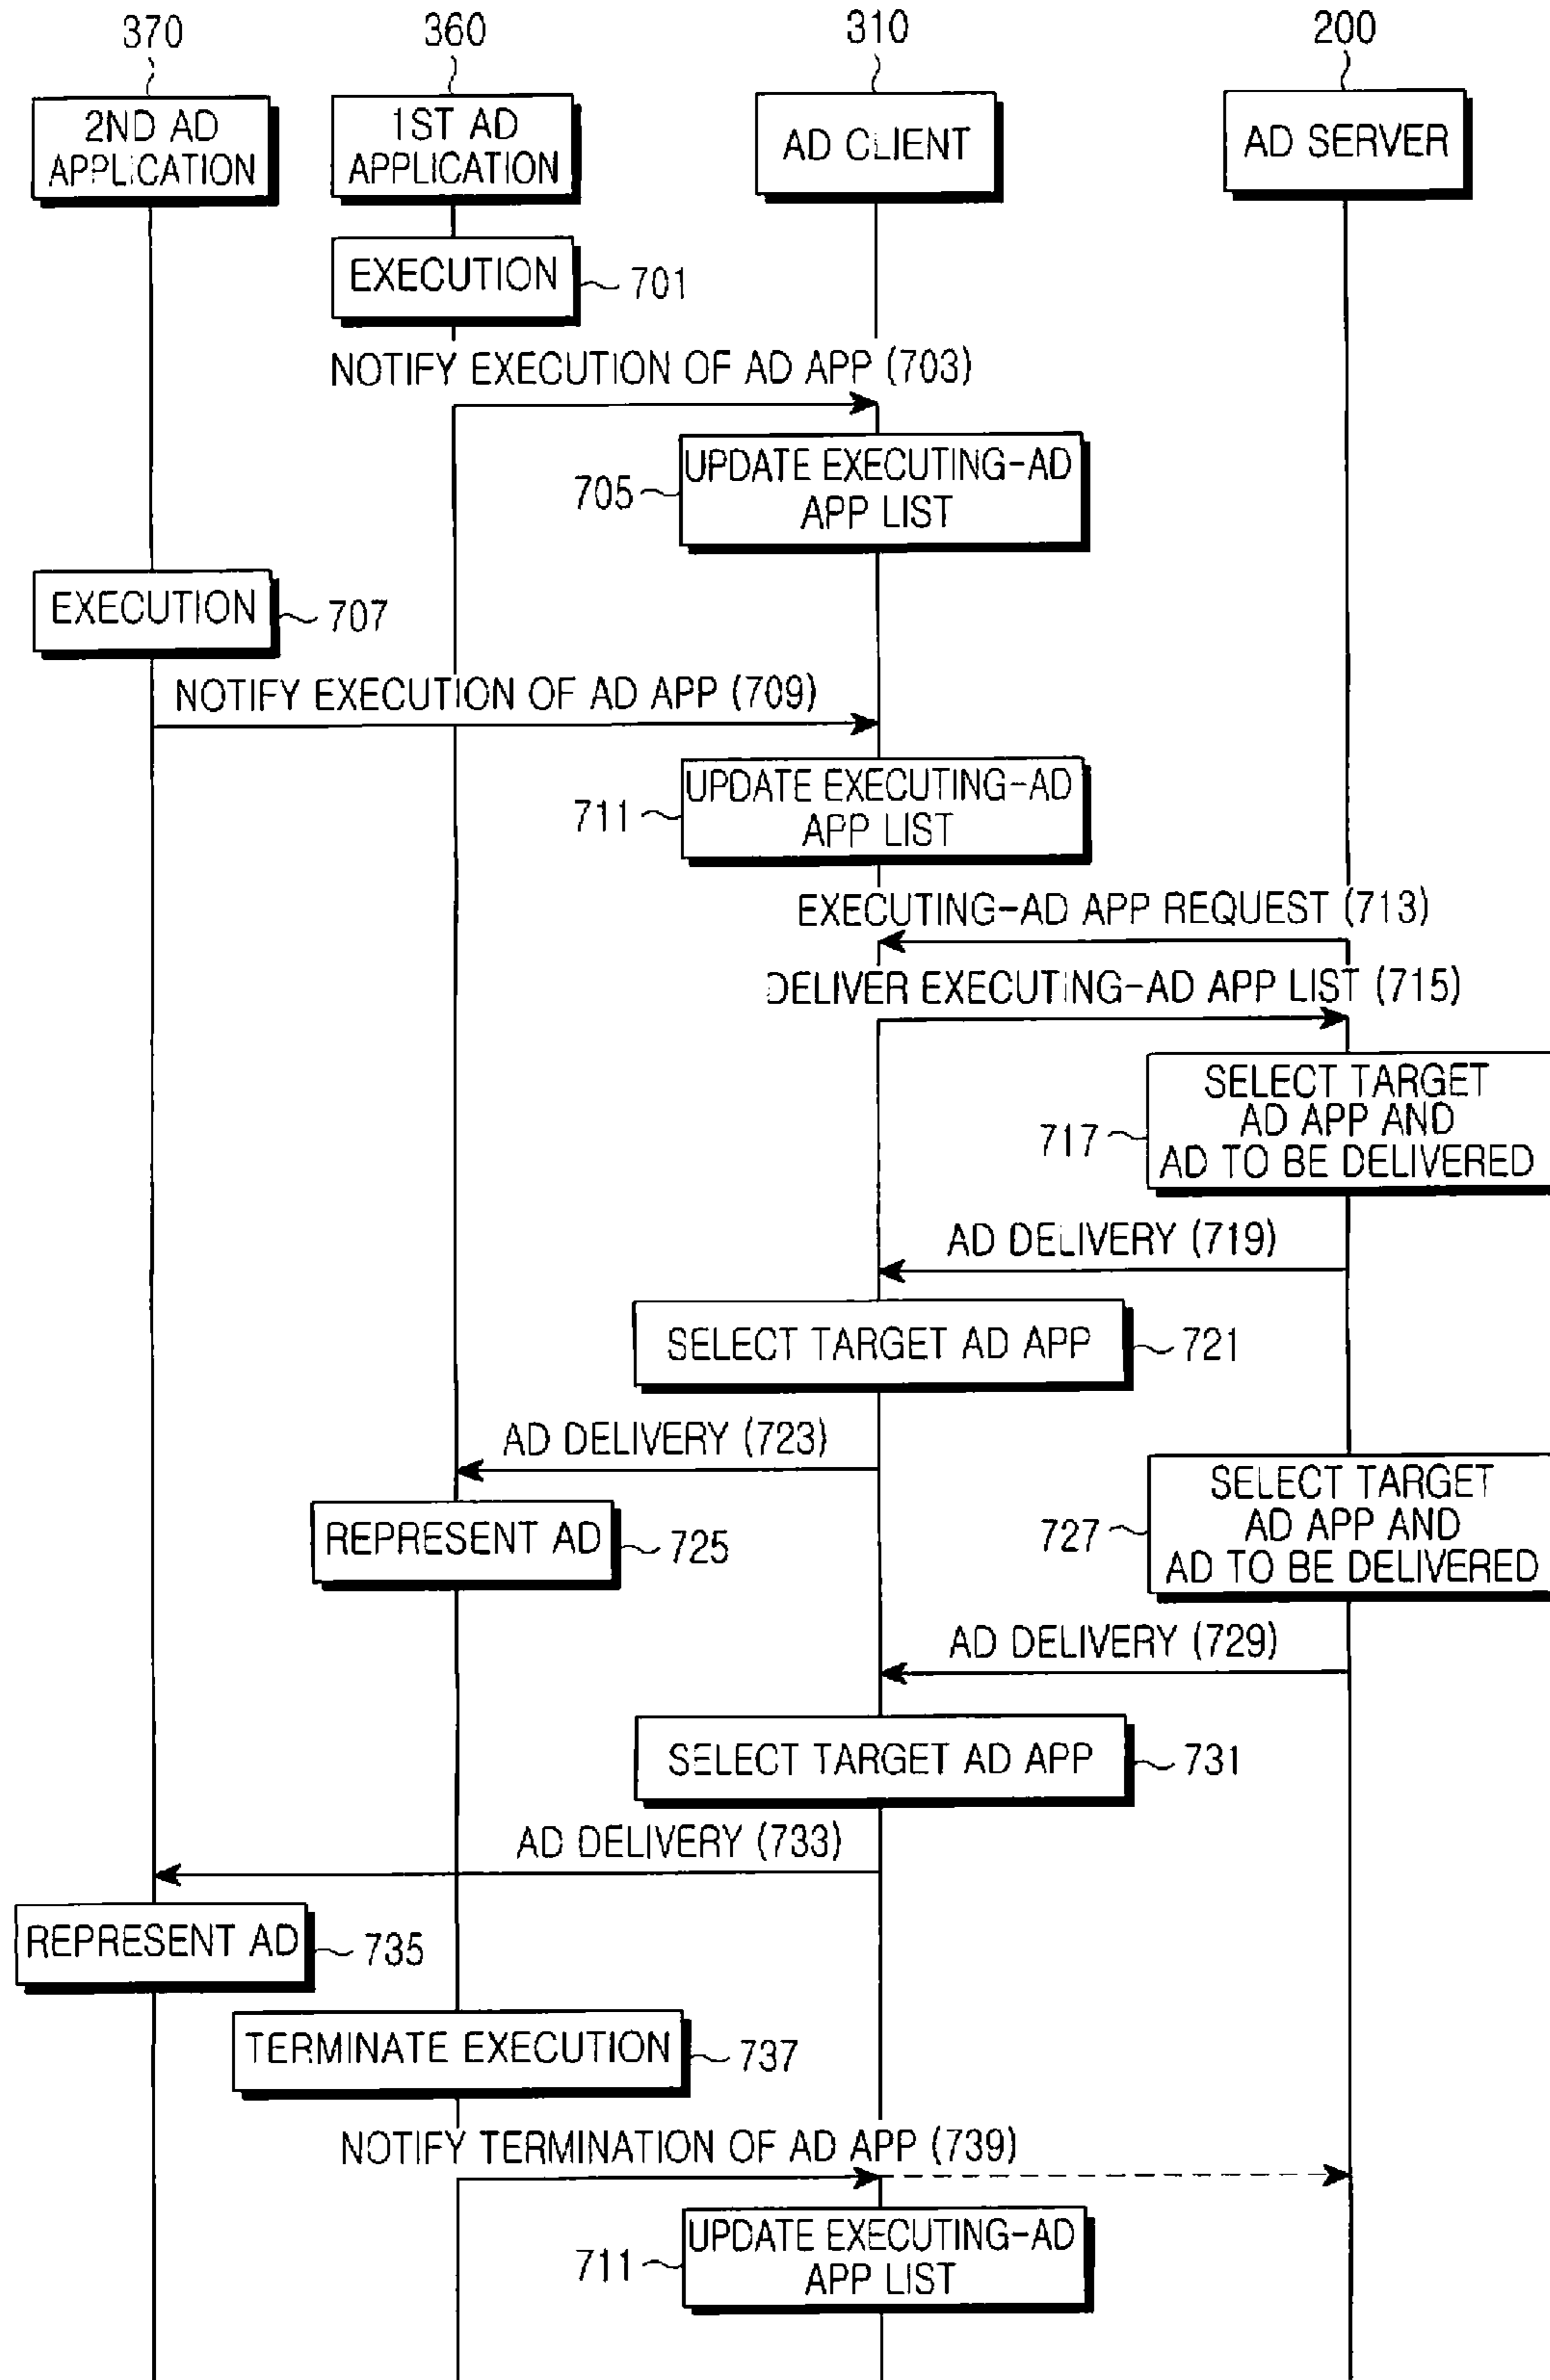 370
360
310
200
2ND AD
APPLICATION
1ST AD
APPLICATION
AD CLIENT
AD SERVER
EXECUTION
701
NOTIFY EXECUTION OF AD APP (703)
UPDATE EXECUTING-AD
APP LIST
705
EXECUTION
707
NOTIFY EXECUTION OF AD APP (709)
UPDATE EXECUTING-AD
APP LIST
711
EXECUTING-AD APP REQUEST (713)
DELIVER EXECUTING-AD APP LIST (715)
SELECT TARGET
AD APP AND
AD TO BE DELIVERED
717
AD DELIVERY (719)
SELECT TARGET AD APP
721
AD DELIVERY (723)
REPRESENT AD
725
SELECT TARGET
AD APP AND
AD TO BE DELIVERED
727
AD DELIVERY (729)
SELECT TARGET AD APP
731
AD DELIVERY (733)
REPRESENT AD
735
TERMINATE EXECUTION
737
NOTIFY TERMINATION OF AD APP (739)
UPDATE EXECUTING-AD
APP LIST
711